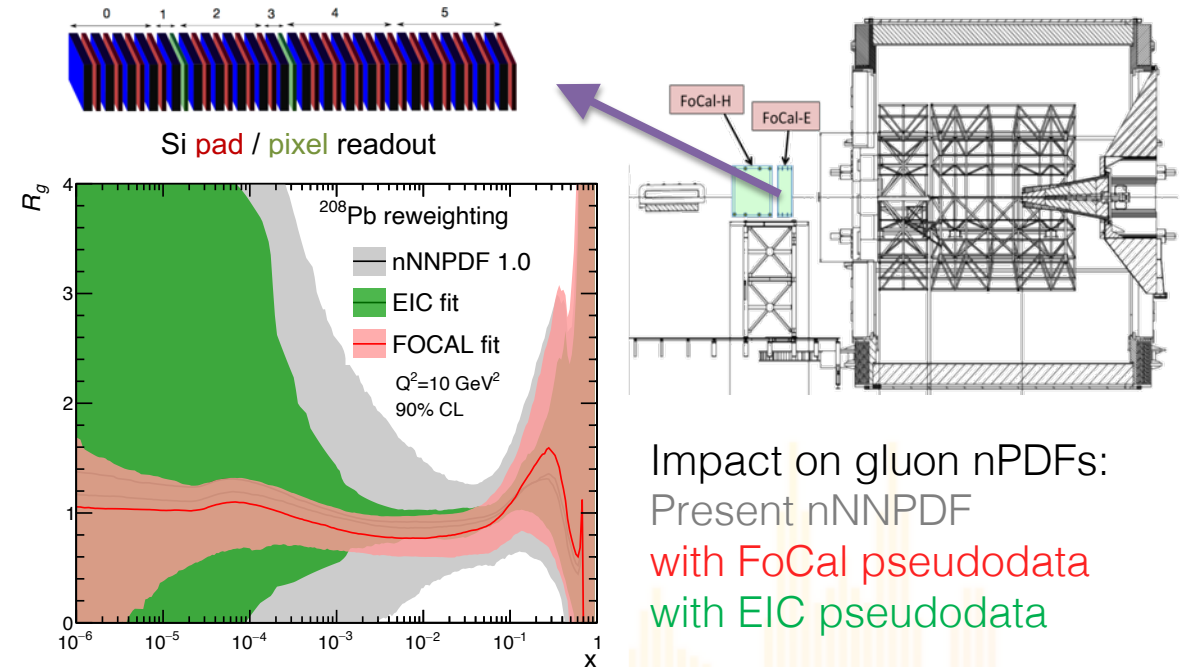 0 1 2 3 4 5
Si pad / pixel readout
FoCal-H
FoCal-E
R_g
4
3
2
1
0
²⁰⁸Pb reweighting
nNNPDF 1.0
EIC fit
FOCAL fit
Q²=10 GeV²
90% CL
10⁻⁶ 10⁻⁵ 10⁻⁴ 10⁻³ 10⁻² 10⁻¹ 1
x
Impact on gluon nPDFs:
Present nNNPDF
with FoCal pseudodata
with EIC pseudodata